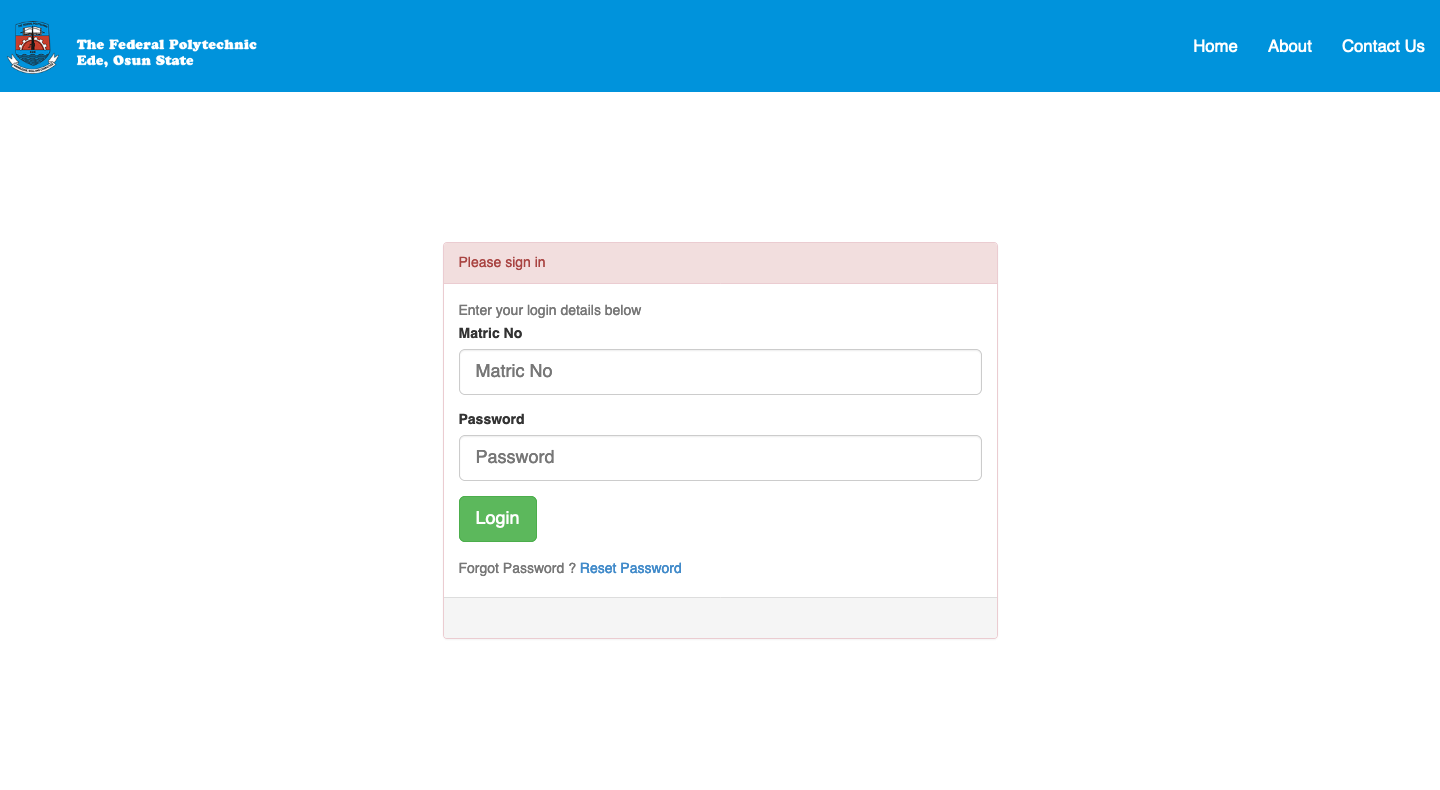 The Federal Polytechnic
Ede, Osun State
Home
About
Contact Us
Please sign in
Enter your login details below
Matric No
Matric No
Password
Password
Login
Forgot Password ? Reset Password